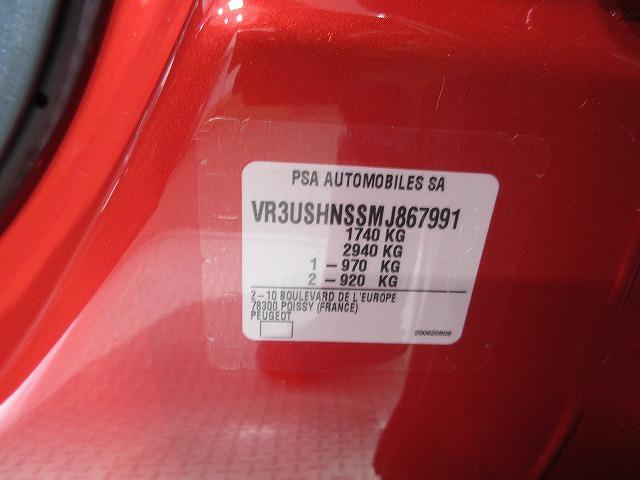 PSA AUTOMOBILES SA
VR3USHNSSMJ867991
1740 KG
2940 KG
1 – 970 KG
2 – 920 KG
2 – 10 BOULEVARD DE L'EUROPE
78300 POISSY (FRANCE)
PEUGEOT
200620809